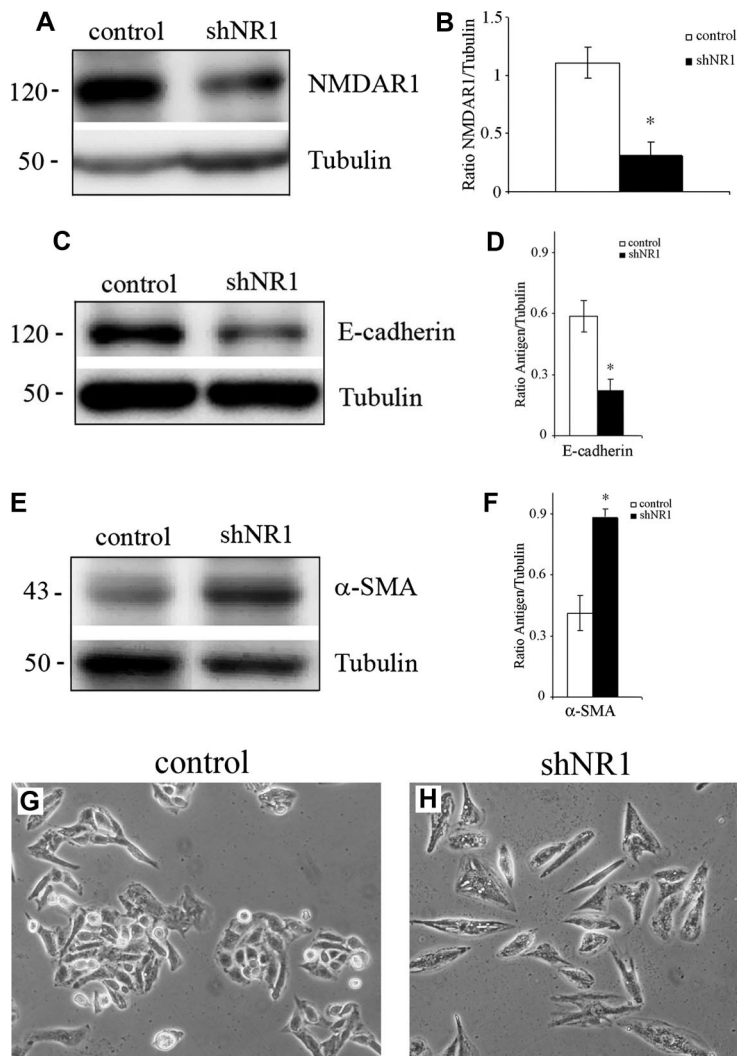 A
control shNR1
120 - NMDAR1
50 - Tubulin
B
Ratio NMDAR1/Tubulin
1.5
1
0.5
0
*
control
shNR1
C
control shNR1
120 - E-cadherin
50 - Tubulin
D
Ratio Antigen/Tubulin
0.9
0.6
0.3
0
*
control
shNR1
E-cadherin
E
control shNR1
43 - α-SMA
50 - Tubulin
F
Ratio Antigen/Tubulin
0.9
0.6
0.3
0
*
control
shNR1
α-SMA
control
G
shNR1
H